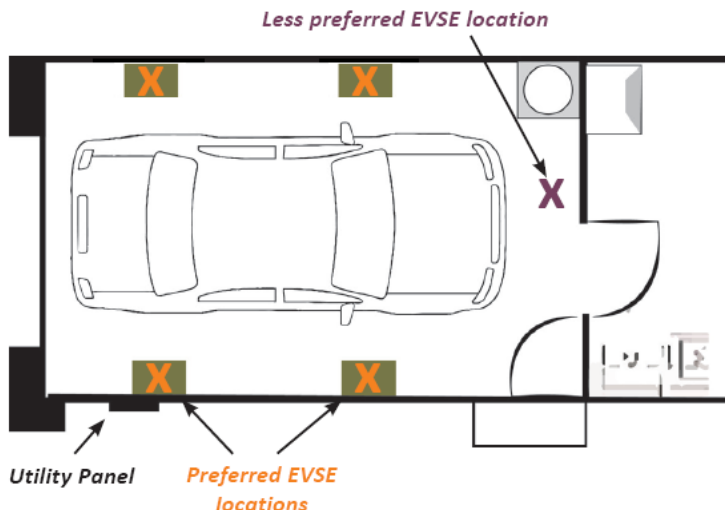 Less preferred EVSE location
X
X
X
X
X
Utility Panel
Preferred EVSE
locations